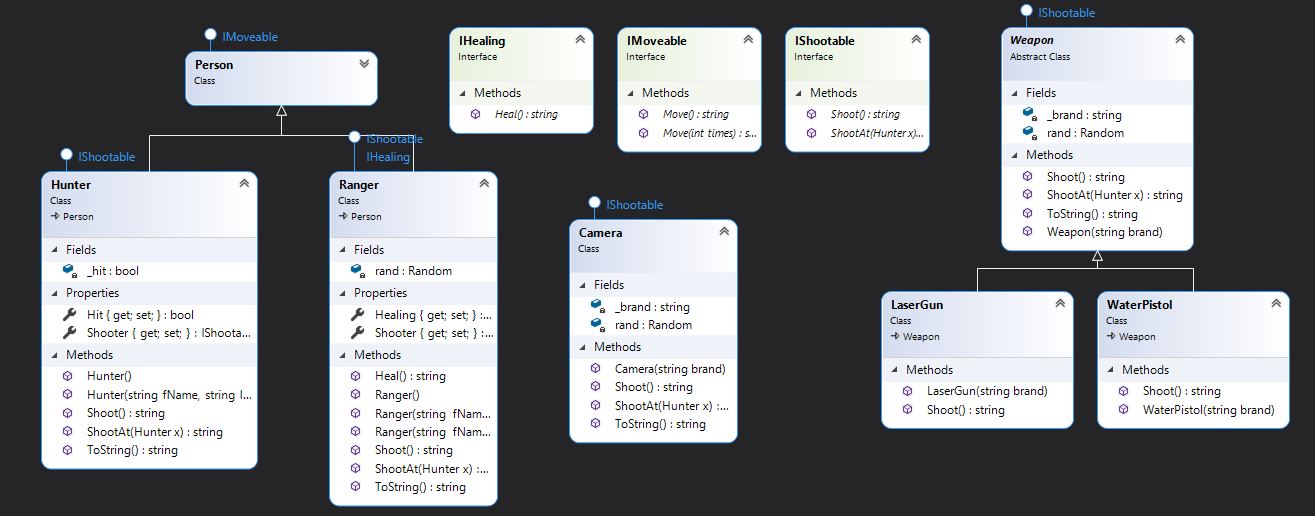 IMoveable
Person
Class
IHealing
Interface
Methods
Heal() : string
IMoveable
Interface
Methods
Move() : string
Move(int times) : s...
IShootable
Interface
Methods
Shoot() : string
ShootAt(Hunter x)...
IShootable
Weapon
Abstract Class
Fields
_brand : string
rand : Random
Methods
Shoot() : string
ShootAt(Hunter x) : string
ToString() : string
Weapon(string brand)
IShootable
Hunter
Class
Person
Fields
_hit : bool
Properties
Hit { get; set; } : bool
Shooter { get; set; } : IShoota...
Methods
Hunter()
Hunter(string fName, string l...
Shoot() : string
ShootAt(Hunter x) : string
ToString() : string
IShootable
IHealing
Ranger
Class
Person
Fields
rand : Random
Properties
Healing { get; set; } :...
Shooter { get; set; } :...
Methods
Heal() : string
Ranger()
Ranger(string fNam...
Ranger(string fNam...
Shoot() : string
ShootAt(Hunter x) :...
ToString() : string
IShootable
Camera
Class
Fields
_brand : string
rand : Random
Methods
Camera(string brand)
Shoot() : string
ShootAt(Hunter x) :...
ToString() : string
LaserGun
Class
Weapon
Methods
LaserGun(string brand)
Shoot() : string
WaterPistol
Class
Weapon
Methods
Shoot() : string
WaterPistol(string brand)